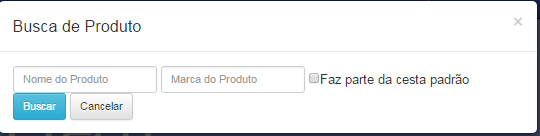 Busca de Produto ×
Nome do Produto Marca do Produto Faz parte da cesta padrão
Buscar Cancelar